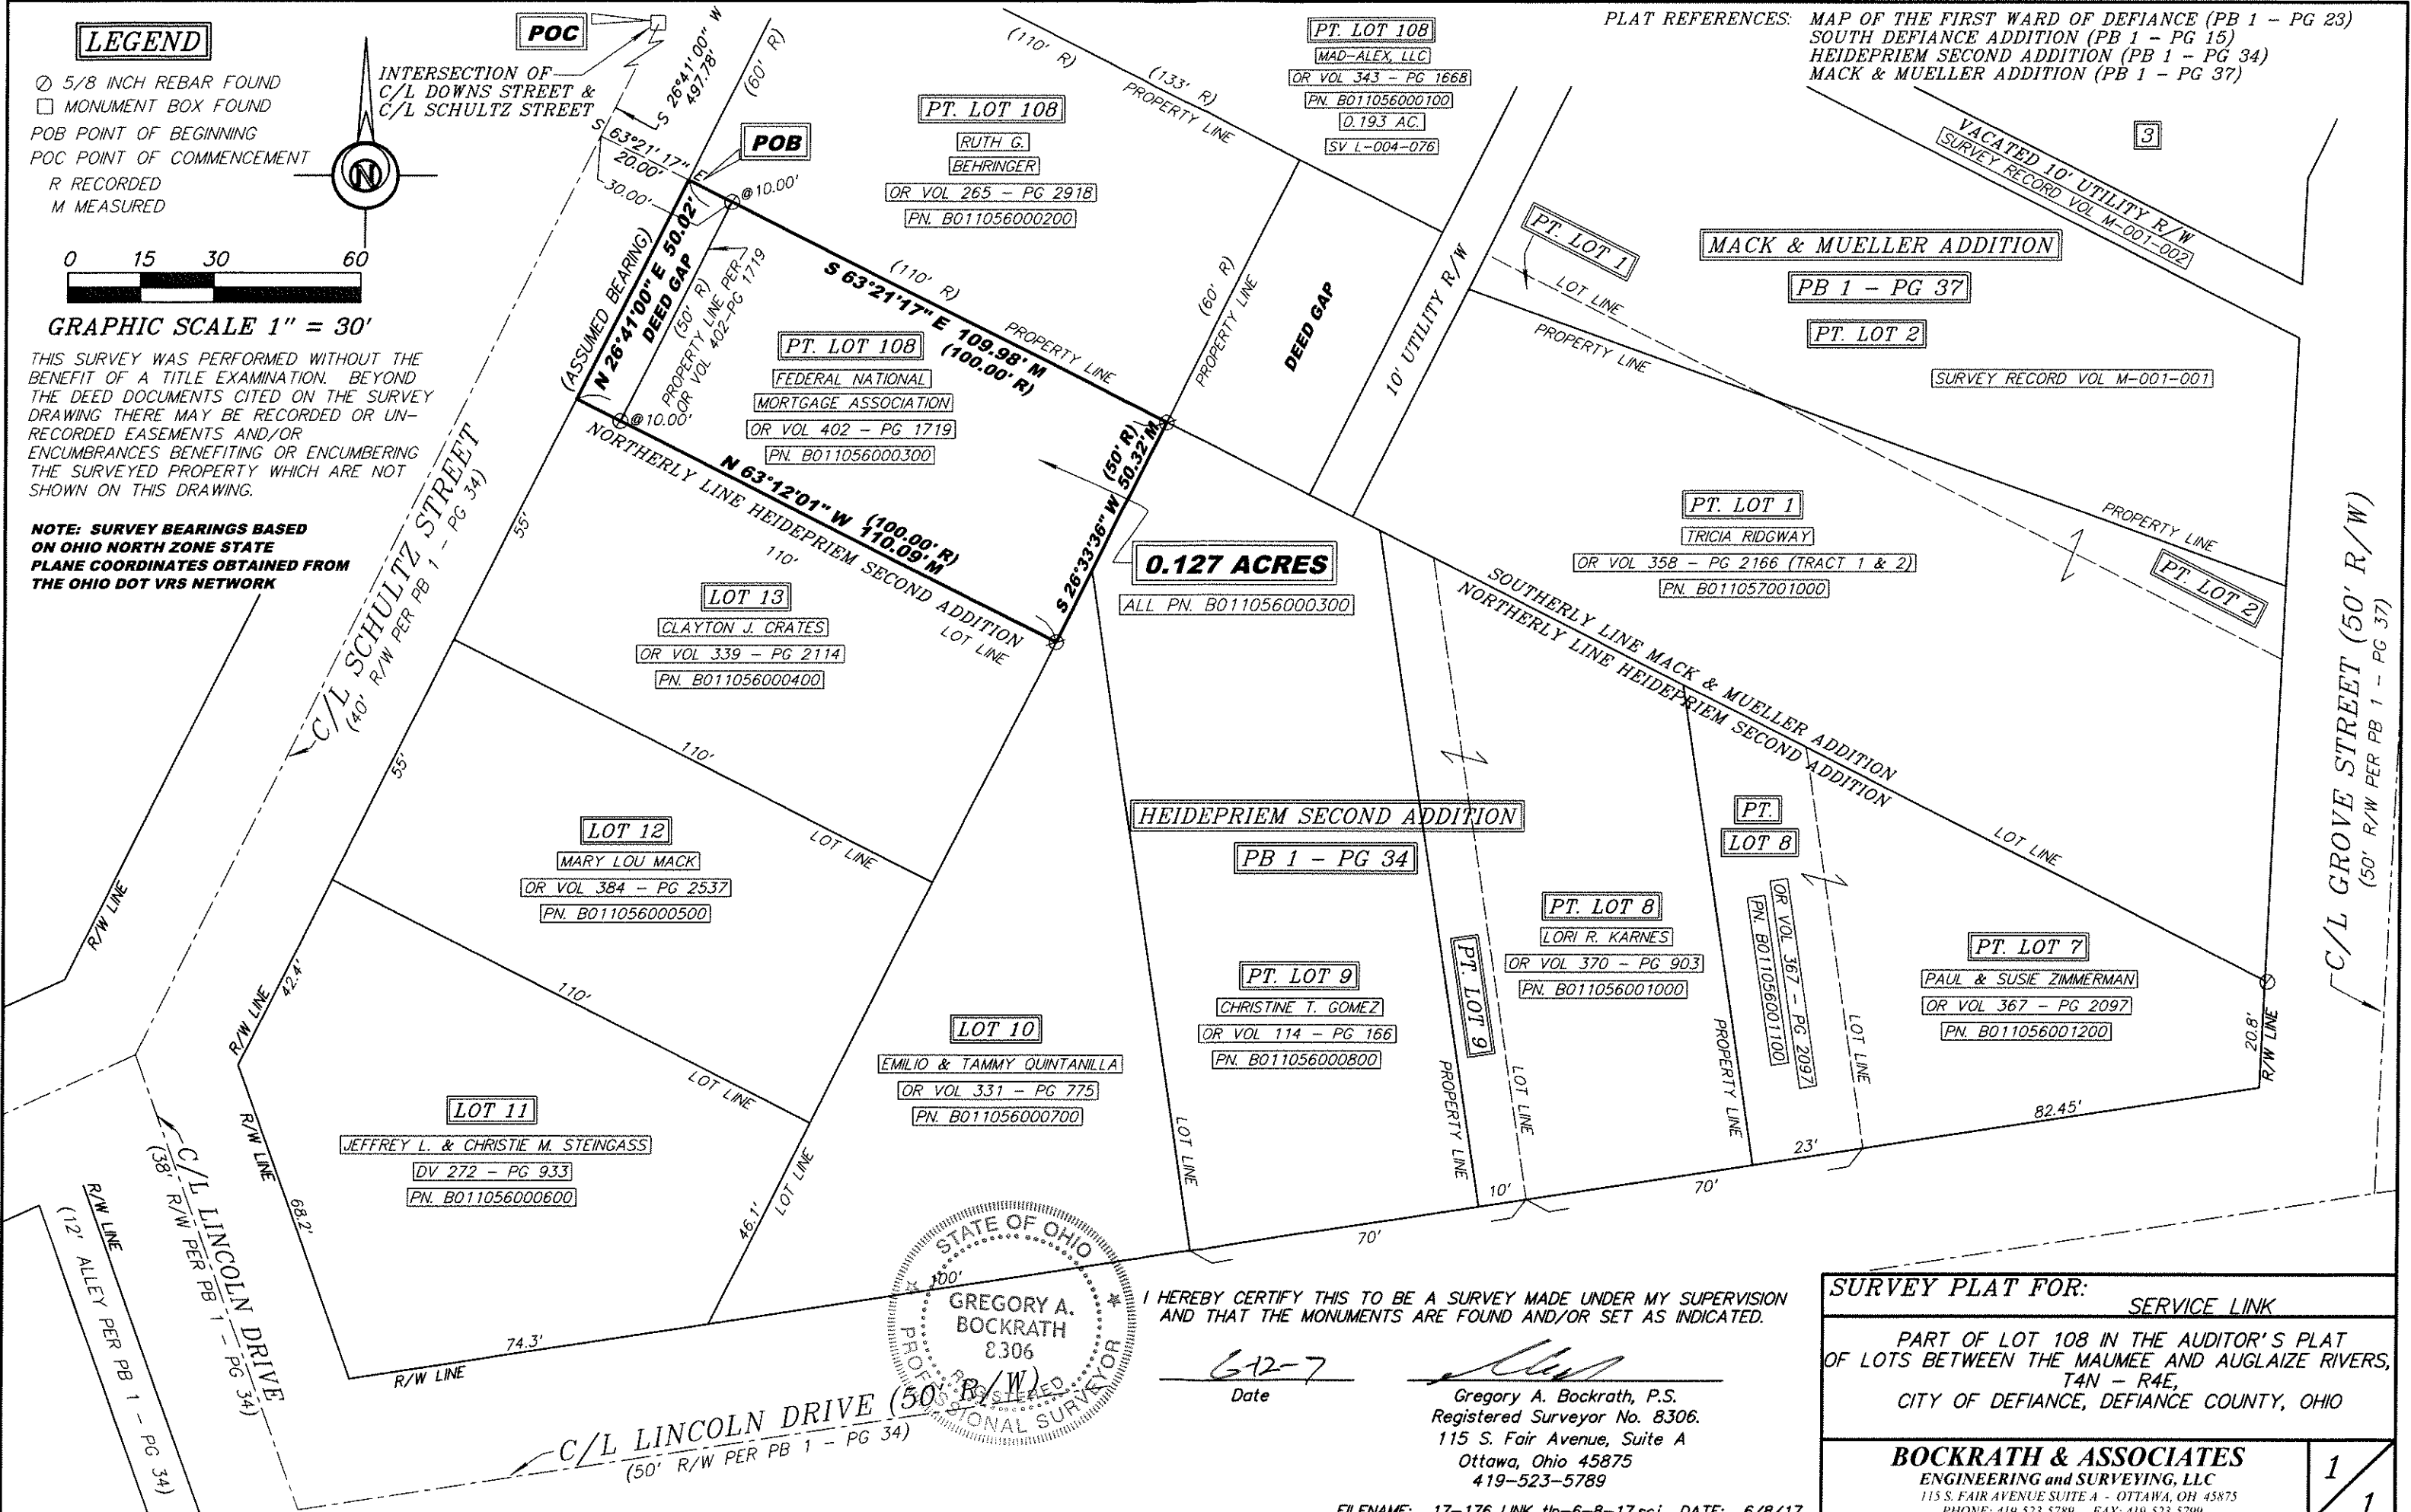 LEGEND
5/8 INCH REBAR FOUND
MONUMENT BOX FOUND
POB POINT OF BEGINNING
POC POINT OF COMMENCEMENT
R RECORDED
M MEASURED
N
0 15 30 60
GRAPHIC SCALE 1" = 30'
THIS SURVEY WAS PERFORMED WITHOUT THE
BENEFIT OF A TITLE EXAMINATION. BEYOND
THE DEED DOCUMENTS CITED ON THE SURVEY
DRAWING THERE MAY BE RECORDED OR UN-
RECORDED EASEMENTS AND/OR
ENCUMBRANCES BENEFITING OR ENCUMBERING
THE SURVEYED PROPERTY WHICH ARE NOT
SHOWN ON THIS DRAWING.
NOTE: SURVEY BEARINGS BASED
ON OHIO NORTH ZONE STATE
PLANE COORDINATES OBTAINED FROM
THE OHIO DOT VRS NETWORK
POC
INTERSECTION OF
C/L DOWNS STREET &
C/L SCHULTZ STREET
S 26°41'00" W
497.78'
(60' R)
S 63°21'17" E
20.00'
30.00'
POB
@10.00'
PT. LOT 108
RUTH G.
BEHRINGER
OR VOL 265 - PG 2918
PN. B011056000200
(110' R)
(133' R)
PROPERTY LINE
PT. LOT 108
MAD-ALEX, LLC
OR VOL 343 - PG 1668
PN. B011056000100
0.193 AC.
SV L-004-076
PLAT REFERENCES: MAP OF THE FIRST WARD OF DEFIANCE (PB 1 - PG 23)
SOUTH DEFIANCE ADDITION (PB 1 - PG 15)
HEIDEPRIEM SECOND ADDITION (PB 1 - PG 34)
MACK & MUELLER ADDITION (PB 1 - PG 37)
VACATED 10' UTILITY R/W
SURVEY RECORD VOL M-001-002
3
PT. LOT 1
LOT LINE
PROPERTY LINE
MACK & MUELLER ADDITION
PB 1 - PG 37
PT. LOT 2
SURVEY RECORD VOL M-001-001
(ASSUMED BEARING)
N 26°41'00" E 50.02'
DEED GAP
(50' R)
PROPERTY LINE PER
OR VOL 402-PG 1719
(110' R)
S 63°21'17" E 109.98' M
(100.00' R)
PROPERTY LINE
(60' R)
PROPERTY LINE
DEED GAP
10' UTILITY R/W
PT. LOT 108
FEDERAL NATIONAL
MORTGAGE ASSOCIATION
OR VOL 402 - PG 1719
PN. B011056000300
@10.00'
N 63°12'01" W (100.00' R)
110.09' M
NORTHERLY LINE HEIDEPRIEM SECOND ADDITION
110'
LOT LINE
(50' R)
S 26°33'36" W 50.32' M
0.127 ACRES
ALL PN. B011056000300
PT. LOT 1
TRICIA RIDGWAY
OR VOL 358 - PG 2166 (TRACT 1 & 2)
PN. B011057001000
PROPERTY LINE
PT. LOT 2
SOUTHERLY LINE MACK & MUELLER ADDITION
NORTHERLY LINE HEIDEPRIEM SECOND ADDITION
LOT LINE
C/L GROVE STREET (50' R/W)
(50' R/W PER PB 1 - PG 37)
C/L SCHULTZ STREET
(40' R/W PER PB 1 - PG 34)
55'
LOT 13
CLAYTON J. CRATES
OR VOL 339 - PG 2114
PN. B011056000400
55'
110'
LOT LINE
LOT 12
MARY LOU MACK
OR VOL 384 - PG 2537
PN. B011056000500
R/W LINE
42.4'
R/W LINE
110'
LOT LINE
LOT 11
JEFFREY L. & CHRISTIE M. STEINGASS
DV 272 - PG 933
PN. B011056000600
R/W LINE
68.2'
46.1'
LOT LINE
LOT 10
EMILIO & TAMMY QUINTANILLA
OR VOL 331 - PG 775
PN. B011056000700
LOT LINE
HEIDEPRIEM SECOND ADDITION
PB 1 - PG 34
PT. LOT 9
CHRISTINE T. GOMEZ
OR VOL 114 - PG 166
PN. B011056000800
PROPERTY LINE
PT. LOT 9
LOT LINE
PT. LOT 8
LORI R. KARNES
OR VOL 370 - PG 903
PN. B011056001000
PROPERTY LINE
PT.
LOT 8
OR VOL 367 - PG 2097
PN. B011056001100
LOT LINE
PT. LOT 7
PAUL & SUSIE ZIMMERMAN
OR VOL 367 - PG 2097
PN. B011056001200
20.8'
R/W LINE
82.45'
23'
70'
10'
70'
100'
74.3'
R/W LINE
R/W LINE
(12' ALLEY PER PB 1 - PG 34)
C/L LINCOLN DRIVE
(38' R/W PER PB 1 - PG 34)
C/L LINCOLN DRIVE (50' R/W)
(50' R/W PER PB 1 - PG 34)
STATE OF OHIO
GREGORY A.
BOCKRATH
8306
REGISTERED
PROFESSIONAL SURVEYOR
I HEREBY CERTIFY THIS TO BE A SURVEY MADE UNDER MY SUPERVISION
AND THAT THE MONUMENTS ARE FOUND AND/OR SET AS INDICATED.
6-12-7
Date
Gregory A. Bockrath, P.S.
Registered Surveyor No. 8306.
115 S. Fair Avenue, Suite A
Ottawa, Ohio 45875
419-523-5789
FILENAME: 17-176 LINK tlp-6-8-17.pcj DATE: 6/8/17
SURVEY PLAT FOR:
SERVICE LINK
PART OF LOT 108 IN THE AUDITOR'S PLAT
OF LOTS BETWEEN THE MAUMEE AND AUGLAIZE RIVERS,
T4N - R4E,
CITY OF DEFIANCE, DEFIANCE COUNTY, OHIO
BOCKRATH & ASSOCIATES
ENGINEERING and SURVEYING, LLC
115 S. FAIR AVENUE SUITE A - OTTAWA, OH 45875
PHONE: 419-523-5789 FAX: 419-523-5799
1/1